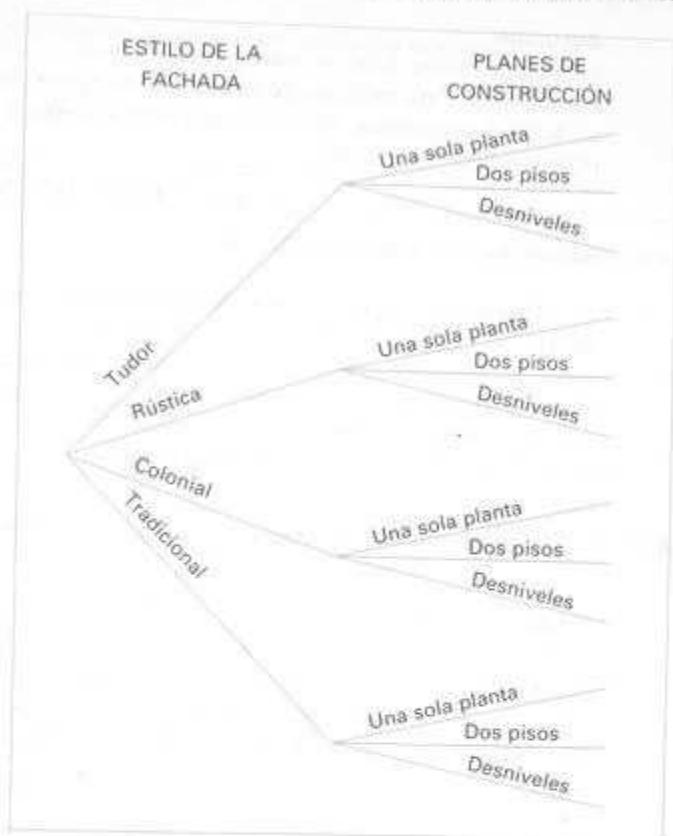 ESTILO DE LA
FACHADA
PLANES DE
CONSTRUCCIÓN
Tudor
Una sola planta
Dos pisos
Desniveles
Rústica
Una sola planta
Dos pisos
Desniveles
Colonial
Una sola planta
Dos pisos
Desniveles
Tradicional
Una sola planta
Dos pisos
Desniveles